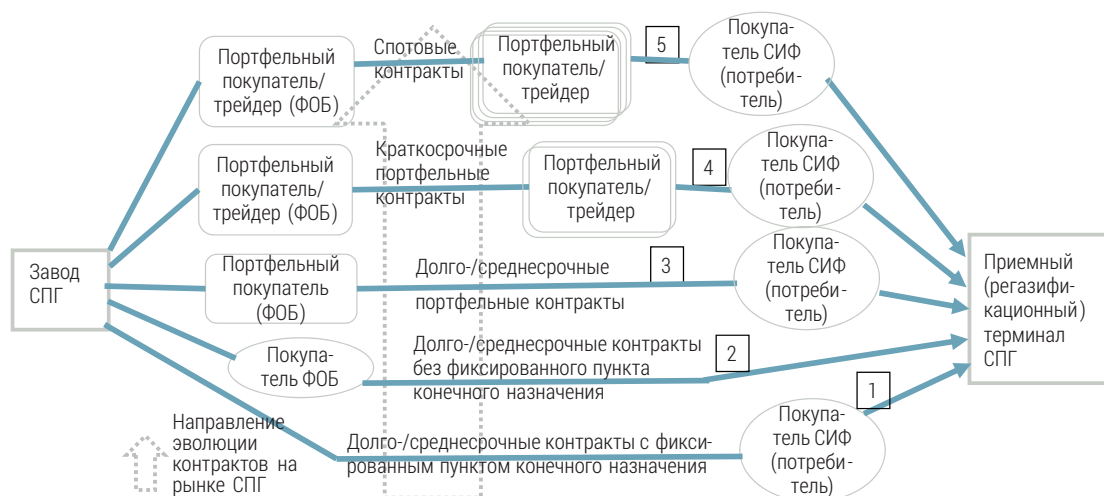 Портфельный
покупатель/
трейдер (ФОБ)
Спотовые
контракты
Портфельный
покупатель/
трейдер
5
Покупа-
тель СИФ
(потреби-
тель)
Портфельный
покупатель/
трейдер (ФОБ)
Краткосрочные
портфельные
контракты
Портфельный
покупатель/
трейдер
4
Покупа-
тель СИФ
(потреби-
тель)
Завод
СПГ
Портфельный
покупатель
(ФОБ)
Долго-/среднесрочные
портфельные контракты
3
Покупа-
тель СИФ
(потреби-
тель)
Приемный
(регазифи-
кационный)
терминал
СПГ
Покупа-
тель ФОБ
Долго-/среднесрочные контракты
без фиксированного пункта
конечного назначения
2
1
Направление
эволюции
контрактов на
рынке СПГ
Долго-/среднесрочные контракты с фикси-
рованным пунктом конечного назначения
Покупа-
тель СИФ
(потреби-
тель)